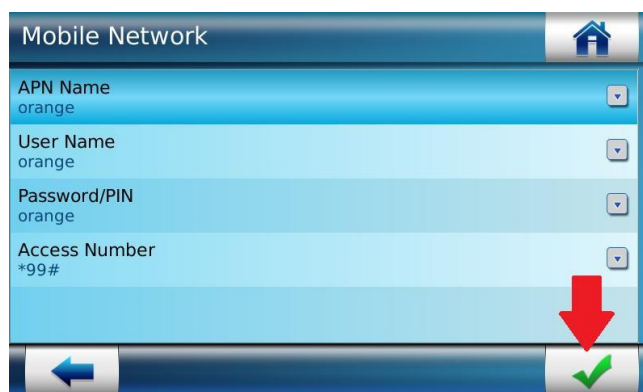 Mobile Network
APN Name
orange
User Name
orange
Password/PIN
orange
Access Number
*99#